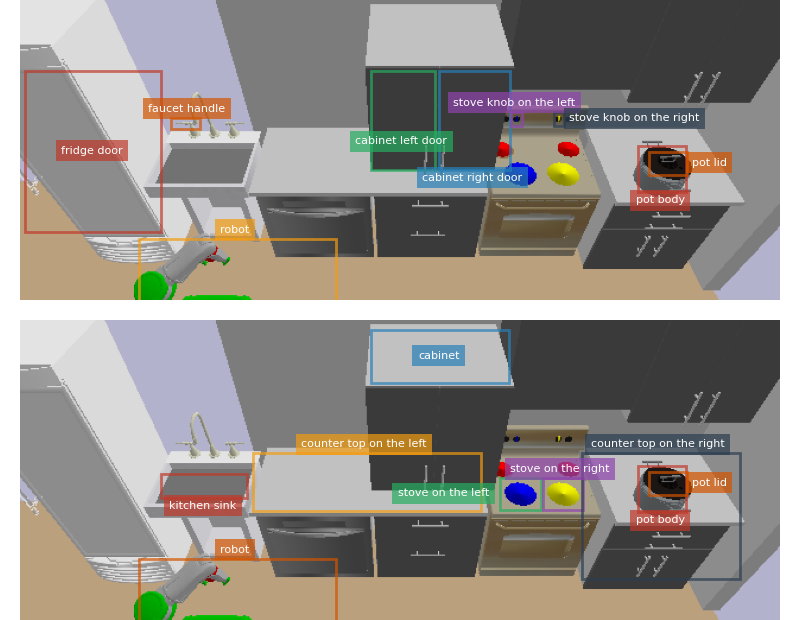 stove knob on the left
faucet handle
stove knob on the right
cabinet left door
fridge door
pot lid
cabinet right door
pot body
robot
cabinet
counter top on the left
counter top on the right
stove on the right
pot lid
stove on the left
kitchen sink
pot body
robot